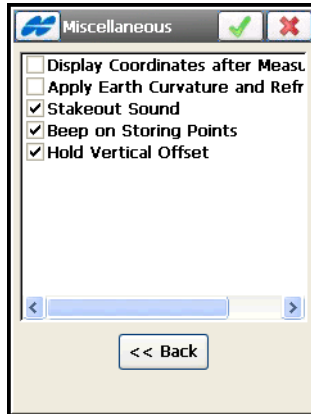 Miscellaneous
Display Coordinates after Measu
Apply Earth Curvature and Refr
Stakeout Sound
Beep on Storing Points
Hold Vertical Offset
<< Back